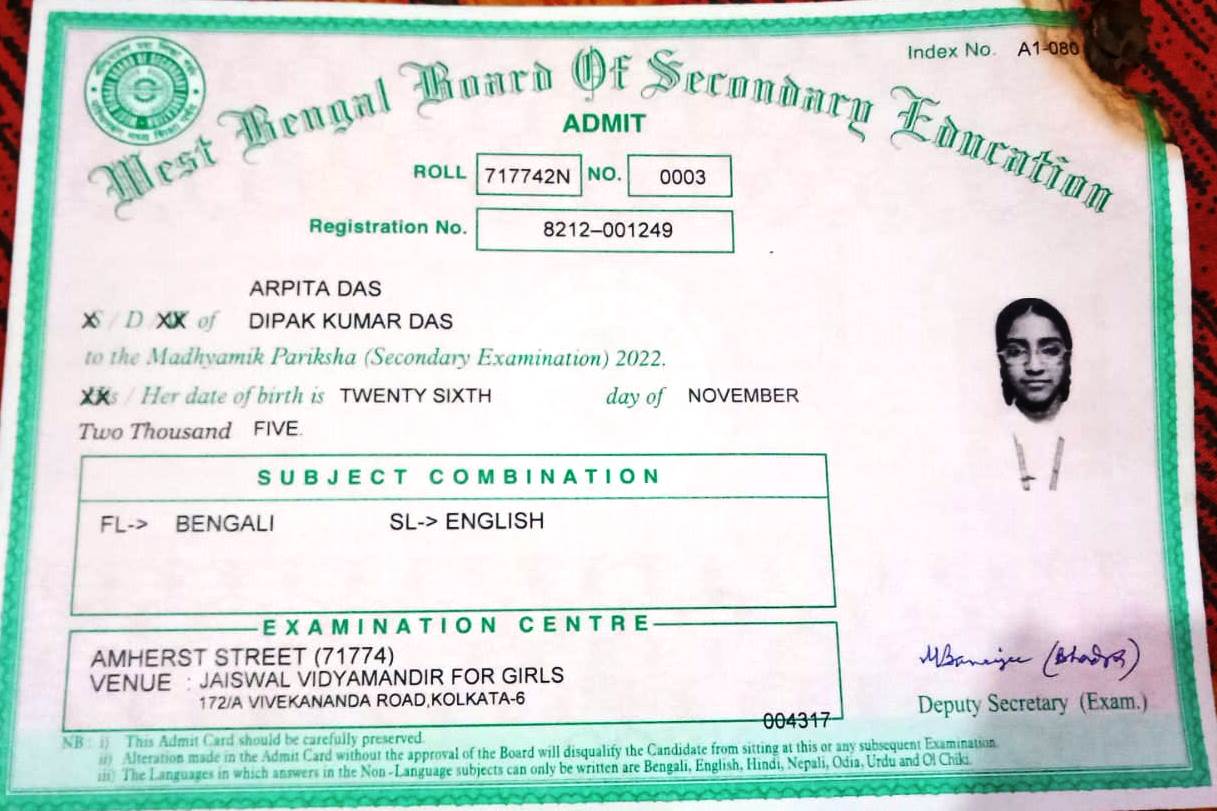 Index No. A1-080
West Bengal Board Of Secondary Education
ADMIT
ROLL 717742N NO. 0003
Registration No. 8212–001249
ARPITA DAS
S / D XX of DIPAK KUMAR DAS
to the Madhyamik Pariksha (Secondary Examination) 2022.
XXs / Her date of birth is TWENTY SIXTH day of NOVEMBER
Two Thousand FIVE.
SUBJECT COMBINATION
FL-> BENGALI SL-> ENGLISH
EXAMINATION CENTRE
AMHERST STREET (71774)
VENUE : JAISWAL VIDYAMANDIR FOR GIRLS
172/A VIVEKANANDA ROAD,KOLKATA-6
004317
MBanerjee (Bhadra)
Deputy Secretary (Exam.)
NB : i) This Admit Card should be carefully preserved.
ii) Alteration made in the Admit Card without the approval of the Board will disqualify the Candidate from sitting at this or any subsequent Examination.
iii) The Languages in which answers in the Non-Language subjects can only be written are Bengali, English, Hindi, Nepali, Odia, Urdu and Ol Chiki.